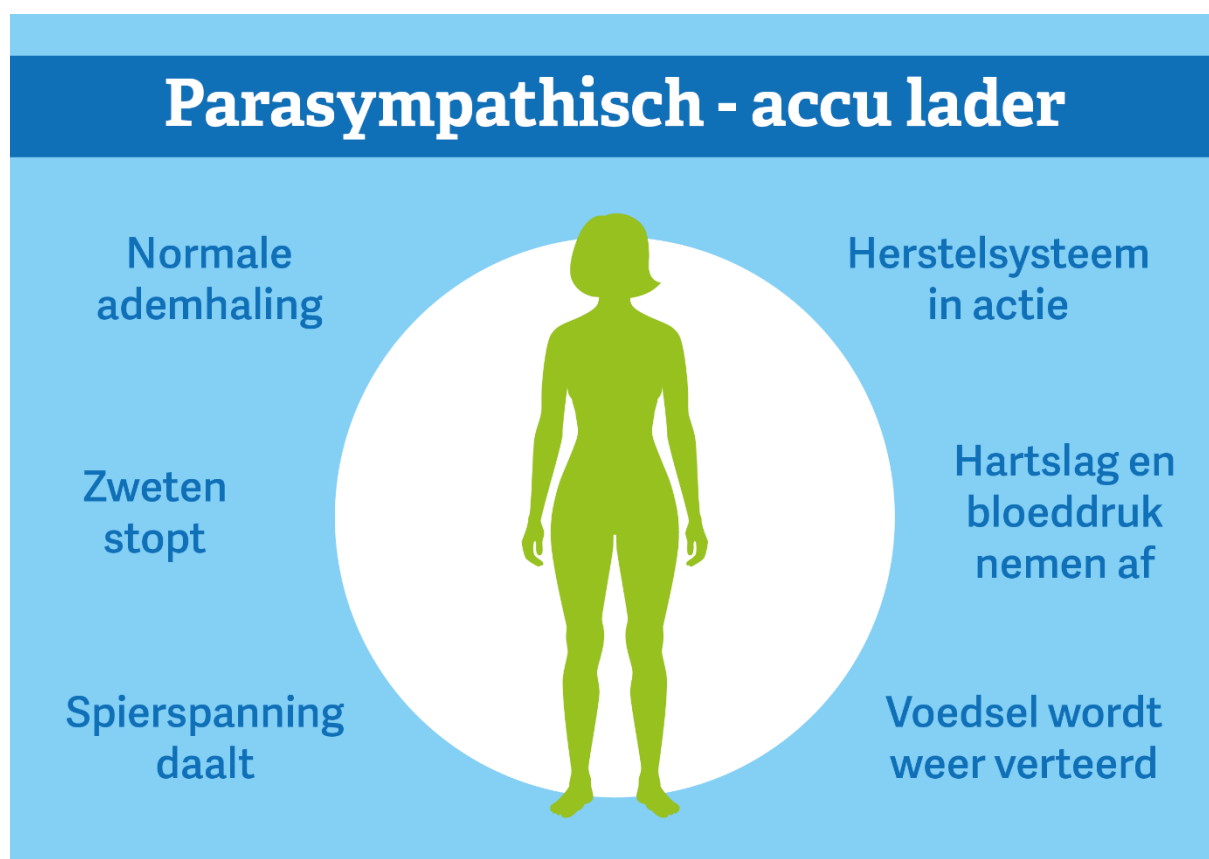 Parasympathisch - accu lader
Normale
ademhaling
Herstelsysteem
in actie
Zweten
stopt
Hartslag en
bloeddruk
nemen af
Spierspanning
daalt
Voedsel wordt
weer verteerd